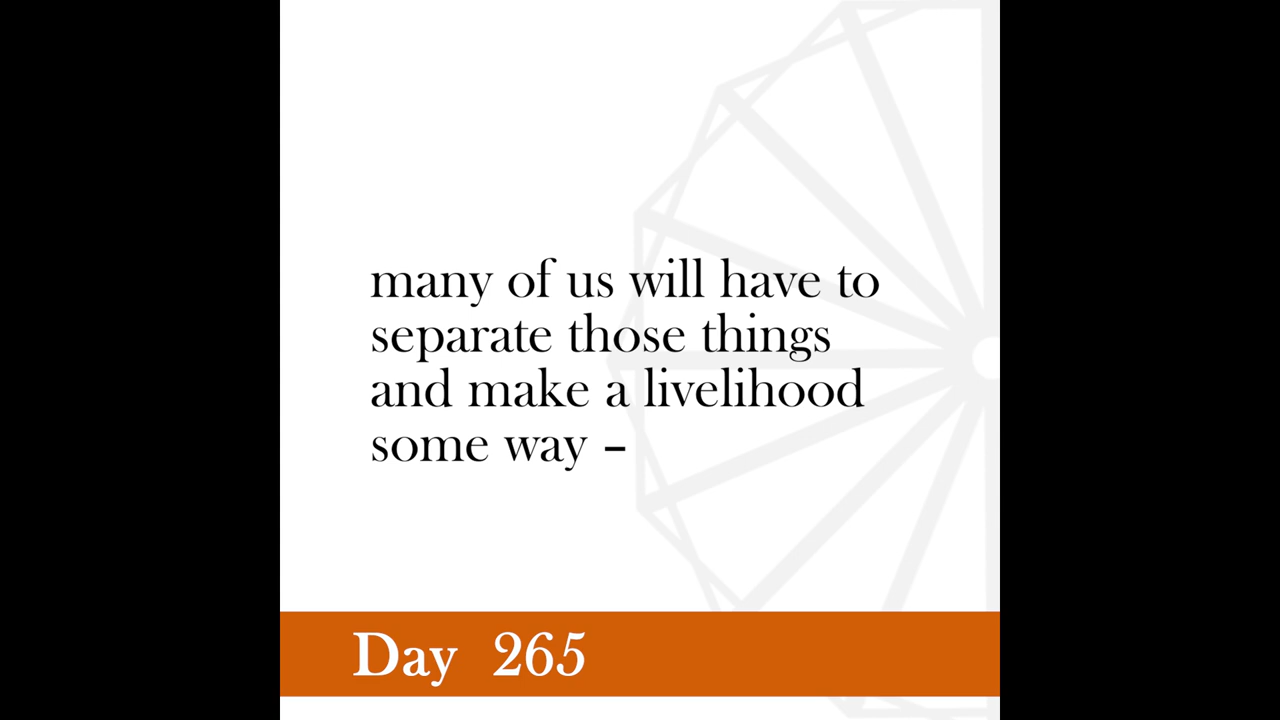 many of us will have to
separate those things
and make a livelihood
some way –
Day 265